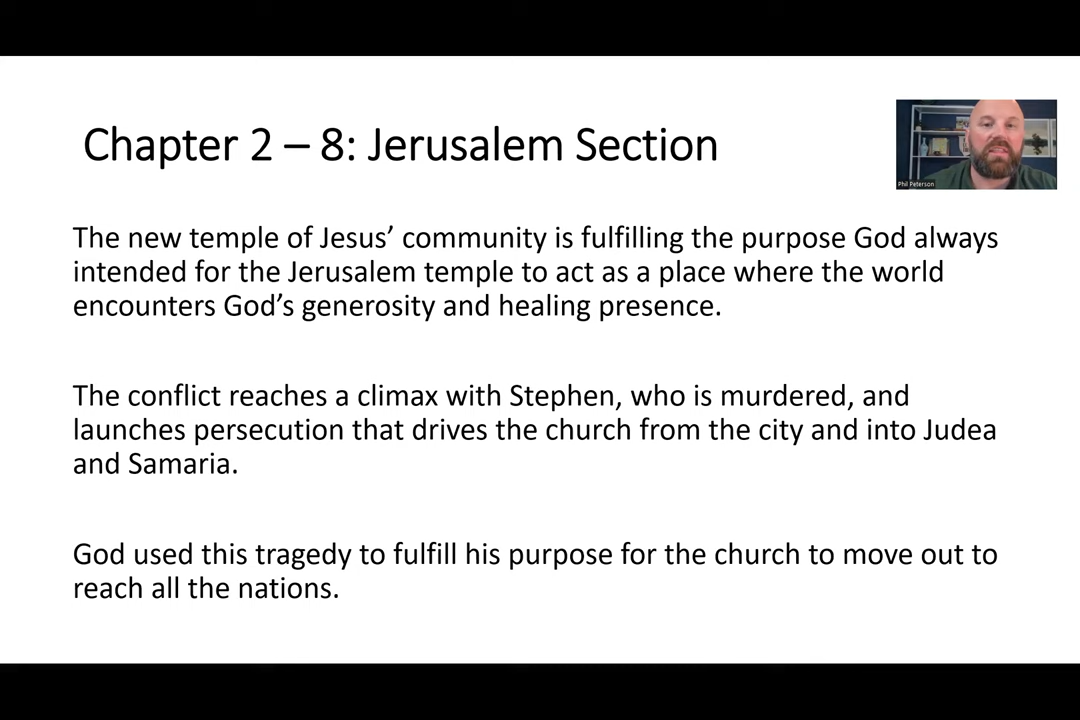 Chapter 2 – 8: Jerusalem Section
Phil Peterson
The new temple of Jesus’ community is fulfilling the purpose God always
intended for the Jerusalem temple to act as a place where the world
encounters God’s generosity and healing presence.
The conflict reaches a climax with Stephen, who is murdered, and
launches persecution that drives the church from the city and into Judea
and Samaria.
God used this tragedy to fulfill his purpose for the church to move out to
reach all the nations.